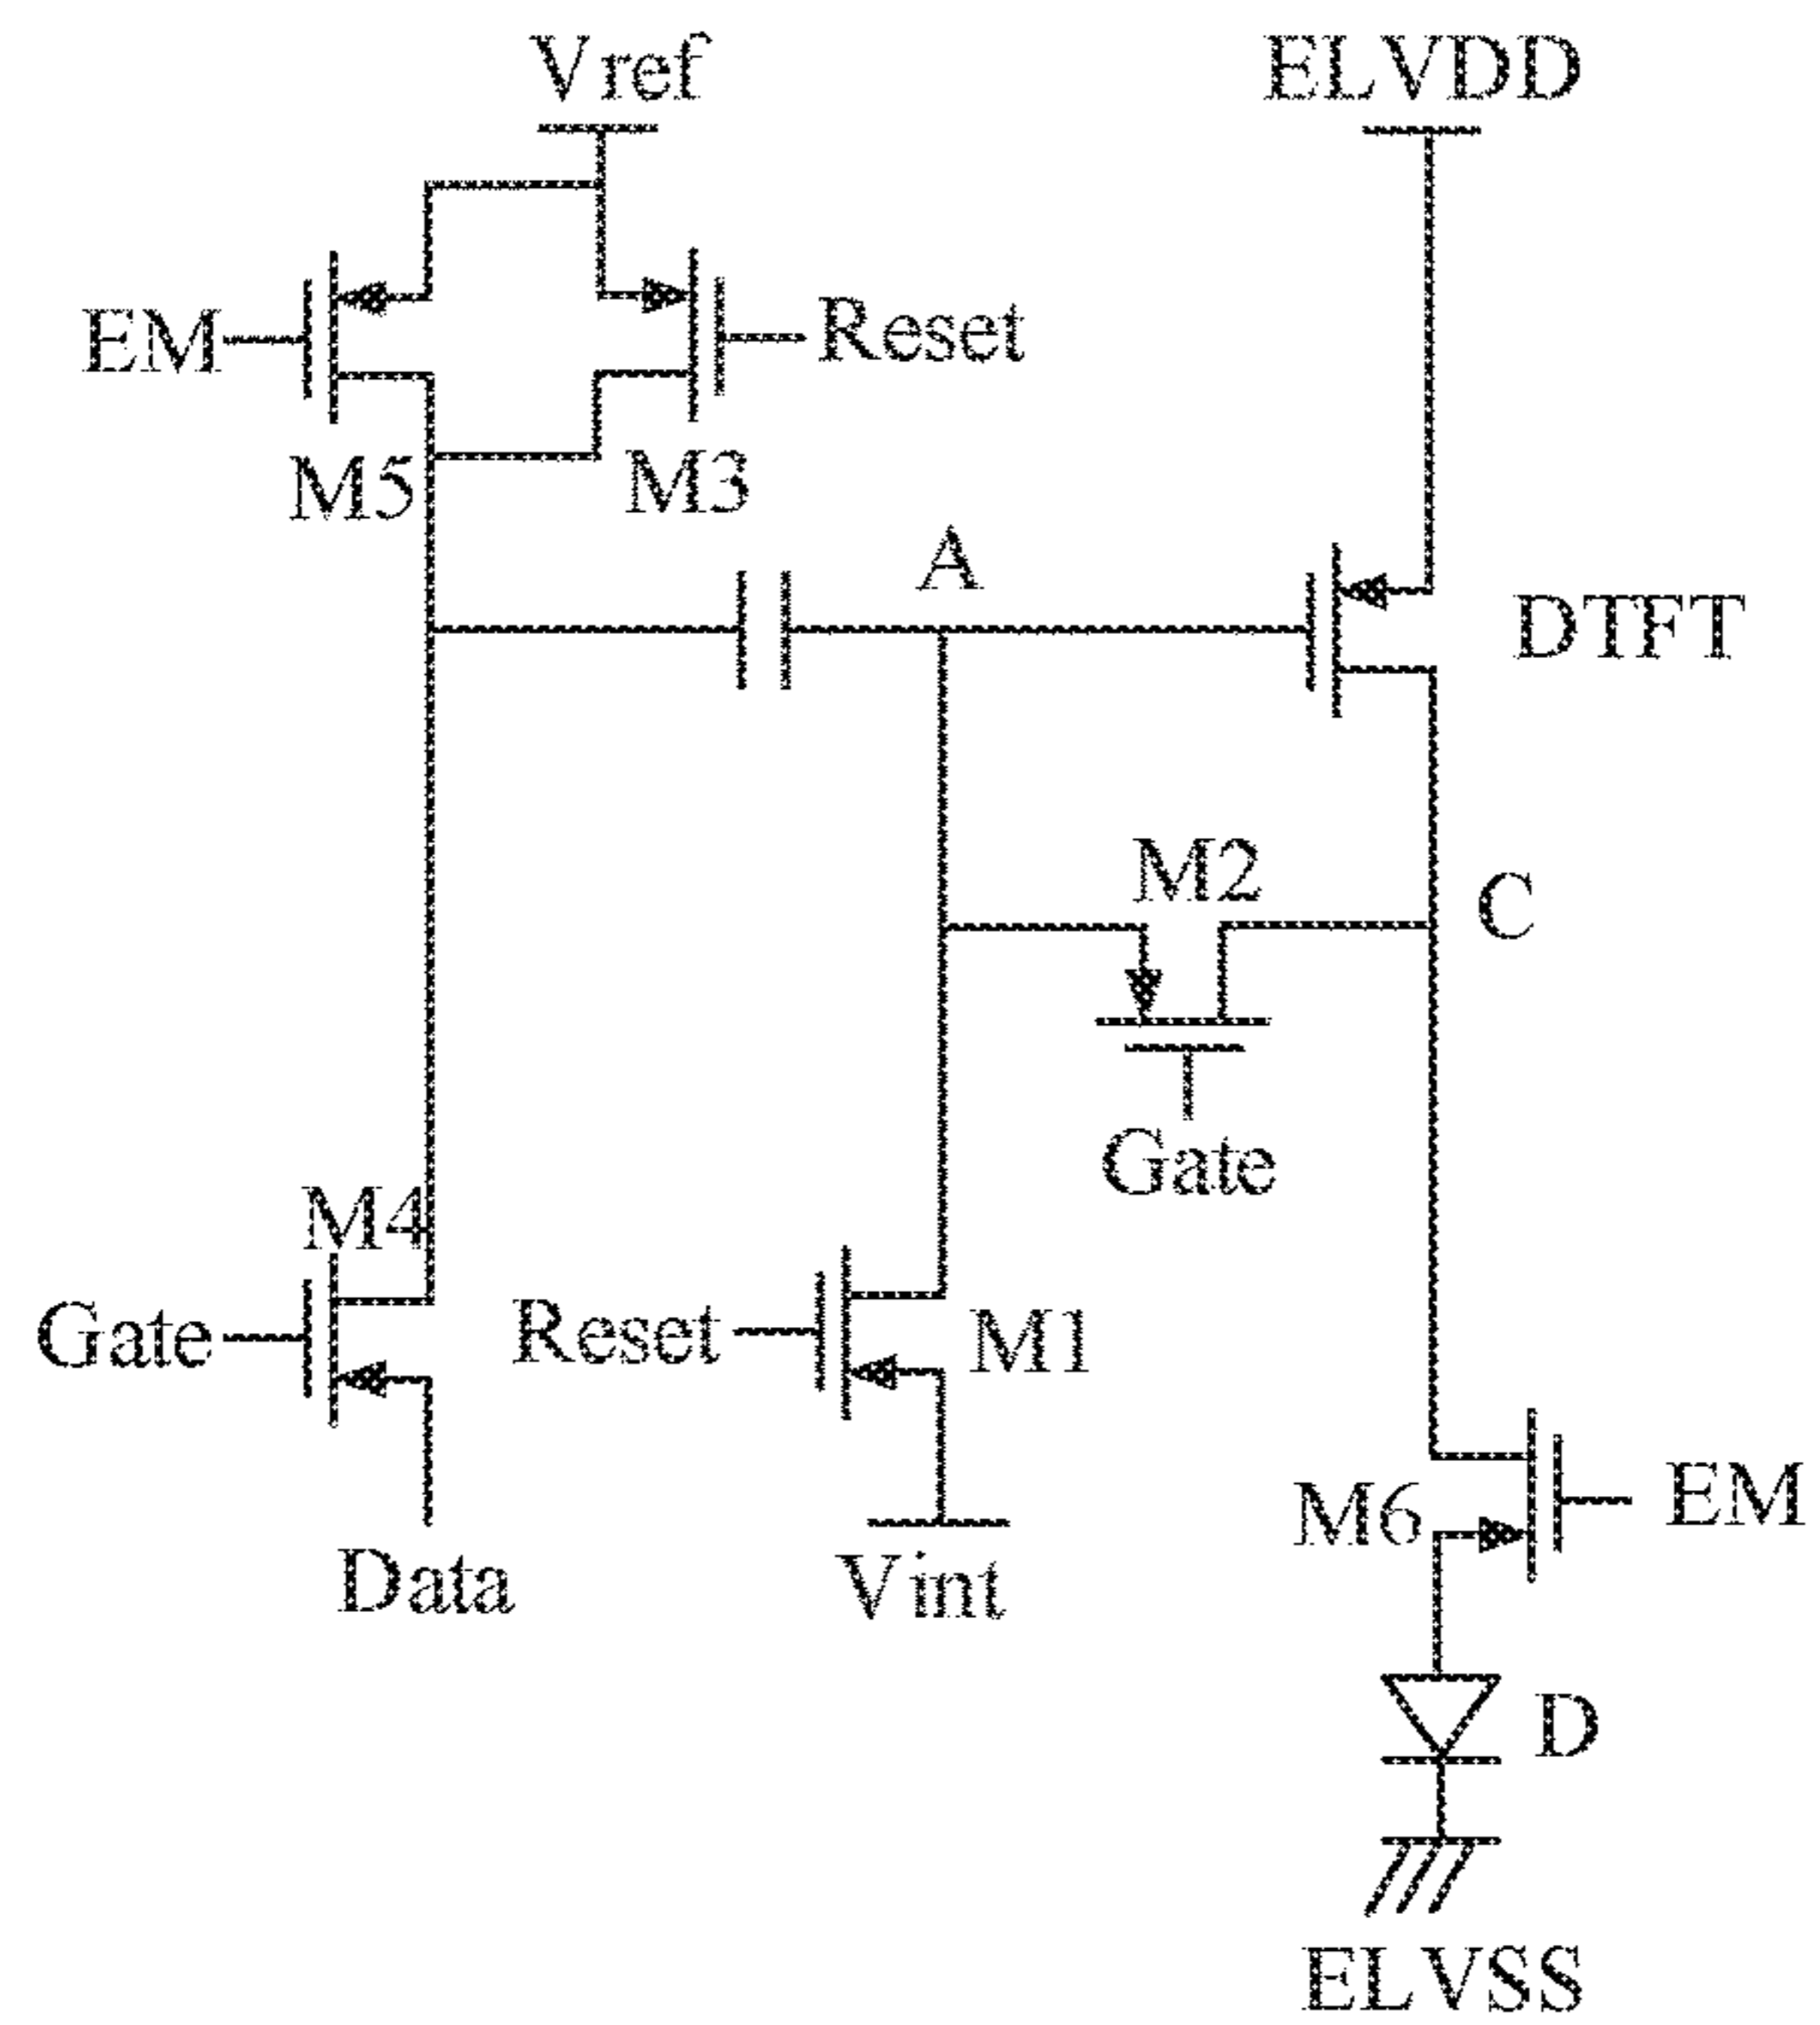 Vref
ELVDD
EM
Reset
M5
M3
A
DTFT
M2
C
Gate
M4
Gate
Reset
M1
M6
EM
Data
Vint
D
ELVSS